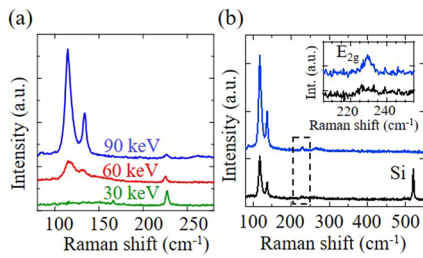 (a)
Intensity (a.u.)
90 keV
60 keV
30 keV
100 150 200 250
Raman shift (cm-1)
(b)
Intensity (a.u.)
E2g
Int. (a.u.)
220 240
Raman shift (cm-1)
Si
100 200 300 400 500
Raman shift (cm-1)